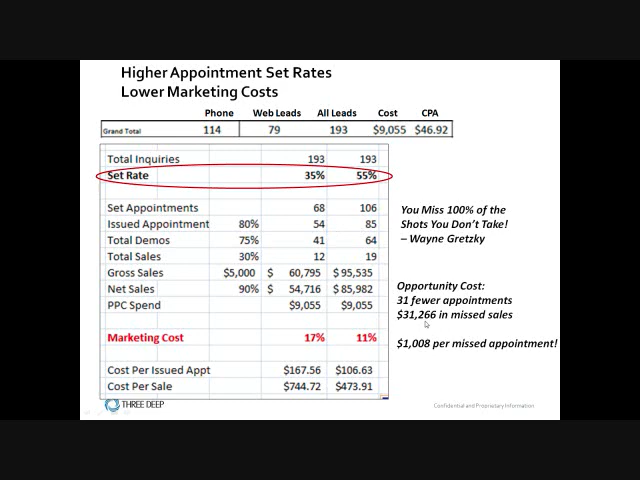 Higher Appointment Set Rates
Lower Marketing Costs
Phone Web Leads All Leads Cost CPA
Grand Total 114 79 193 $9,055 $46.92
Total Inquiries 193 193
Set Rate 35% 55%
Set Appointments 68 106
Issued Appointment 80% 54 85
Total Demos 75% 41 64
Total Sales 30% 12 19
Gross Sales $5,000 $ 60,795 $ 95,535
Net Sales 90% $ 54,716 $ 85,982
PPC Spend $9,055 $9,055
Marketing Cost 17% 11%
Cost Per Issued Appt $167.56 $106.63
Cost Per Sale $744.72 $473.91
You Miss 100% of the
Shots You Don't Take!
– Wayne Gretzky
Opportunity Cost:
31 fewer appointments
$31,266 in missed sales
$1,008 per missed appointment!
THREE DEEP
Confidential and Proprietary Information